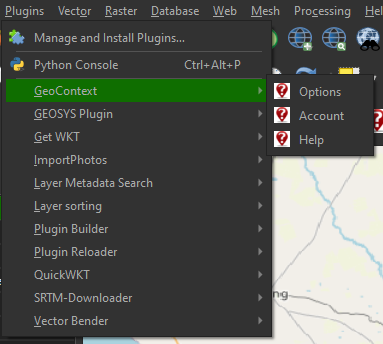 Plugins Vector Raster Database Web Mesh Processing Help
Manage and Install Plugins...
Python Console Ctrl+Alt+P
GeoContext
Options
GEOSYS Plugin
Account
Get WKT
Help
ImportPhotos
Layer Metadata Search
Layer sorting
Plugin Builder
Plugin Reloader
QuickWKT
SRTM-Downloader
Vector Bender